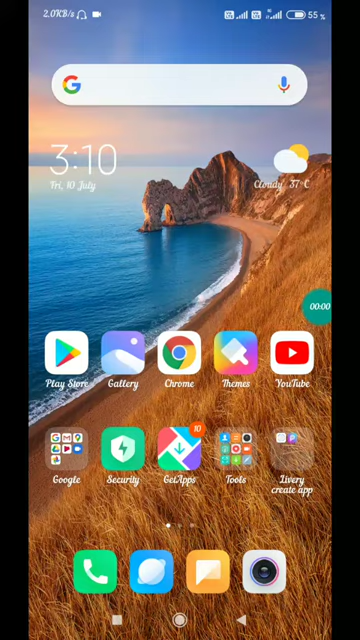 2.0KB/s 55 %
3:10
Fri, 10 July
Cloudy 37°C
00:00
Play Store Gallery Chrome Themes YouTube
10
Google Security GetApps Tools Livery
create app